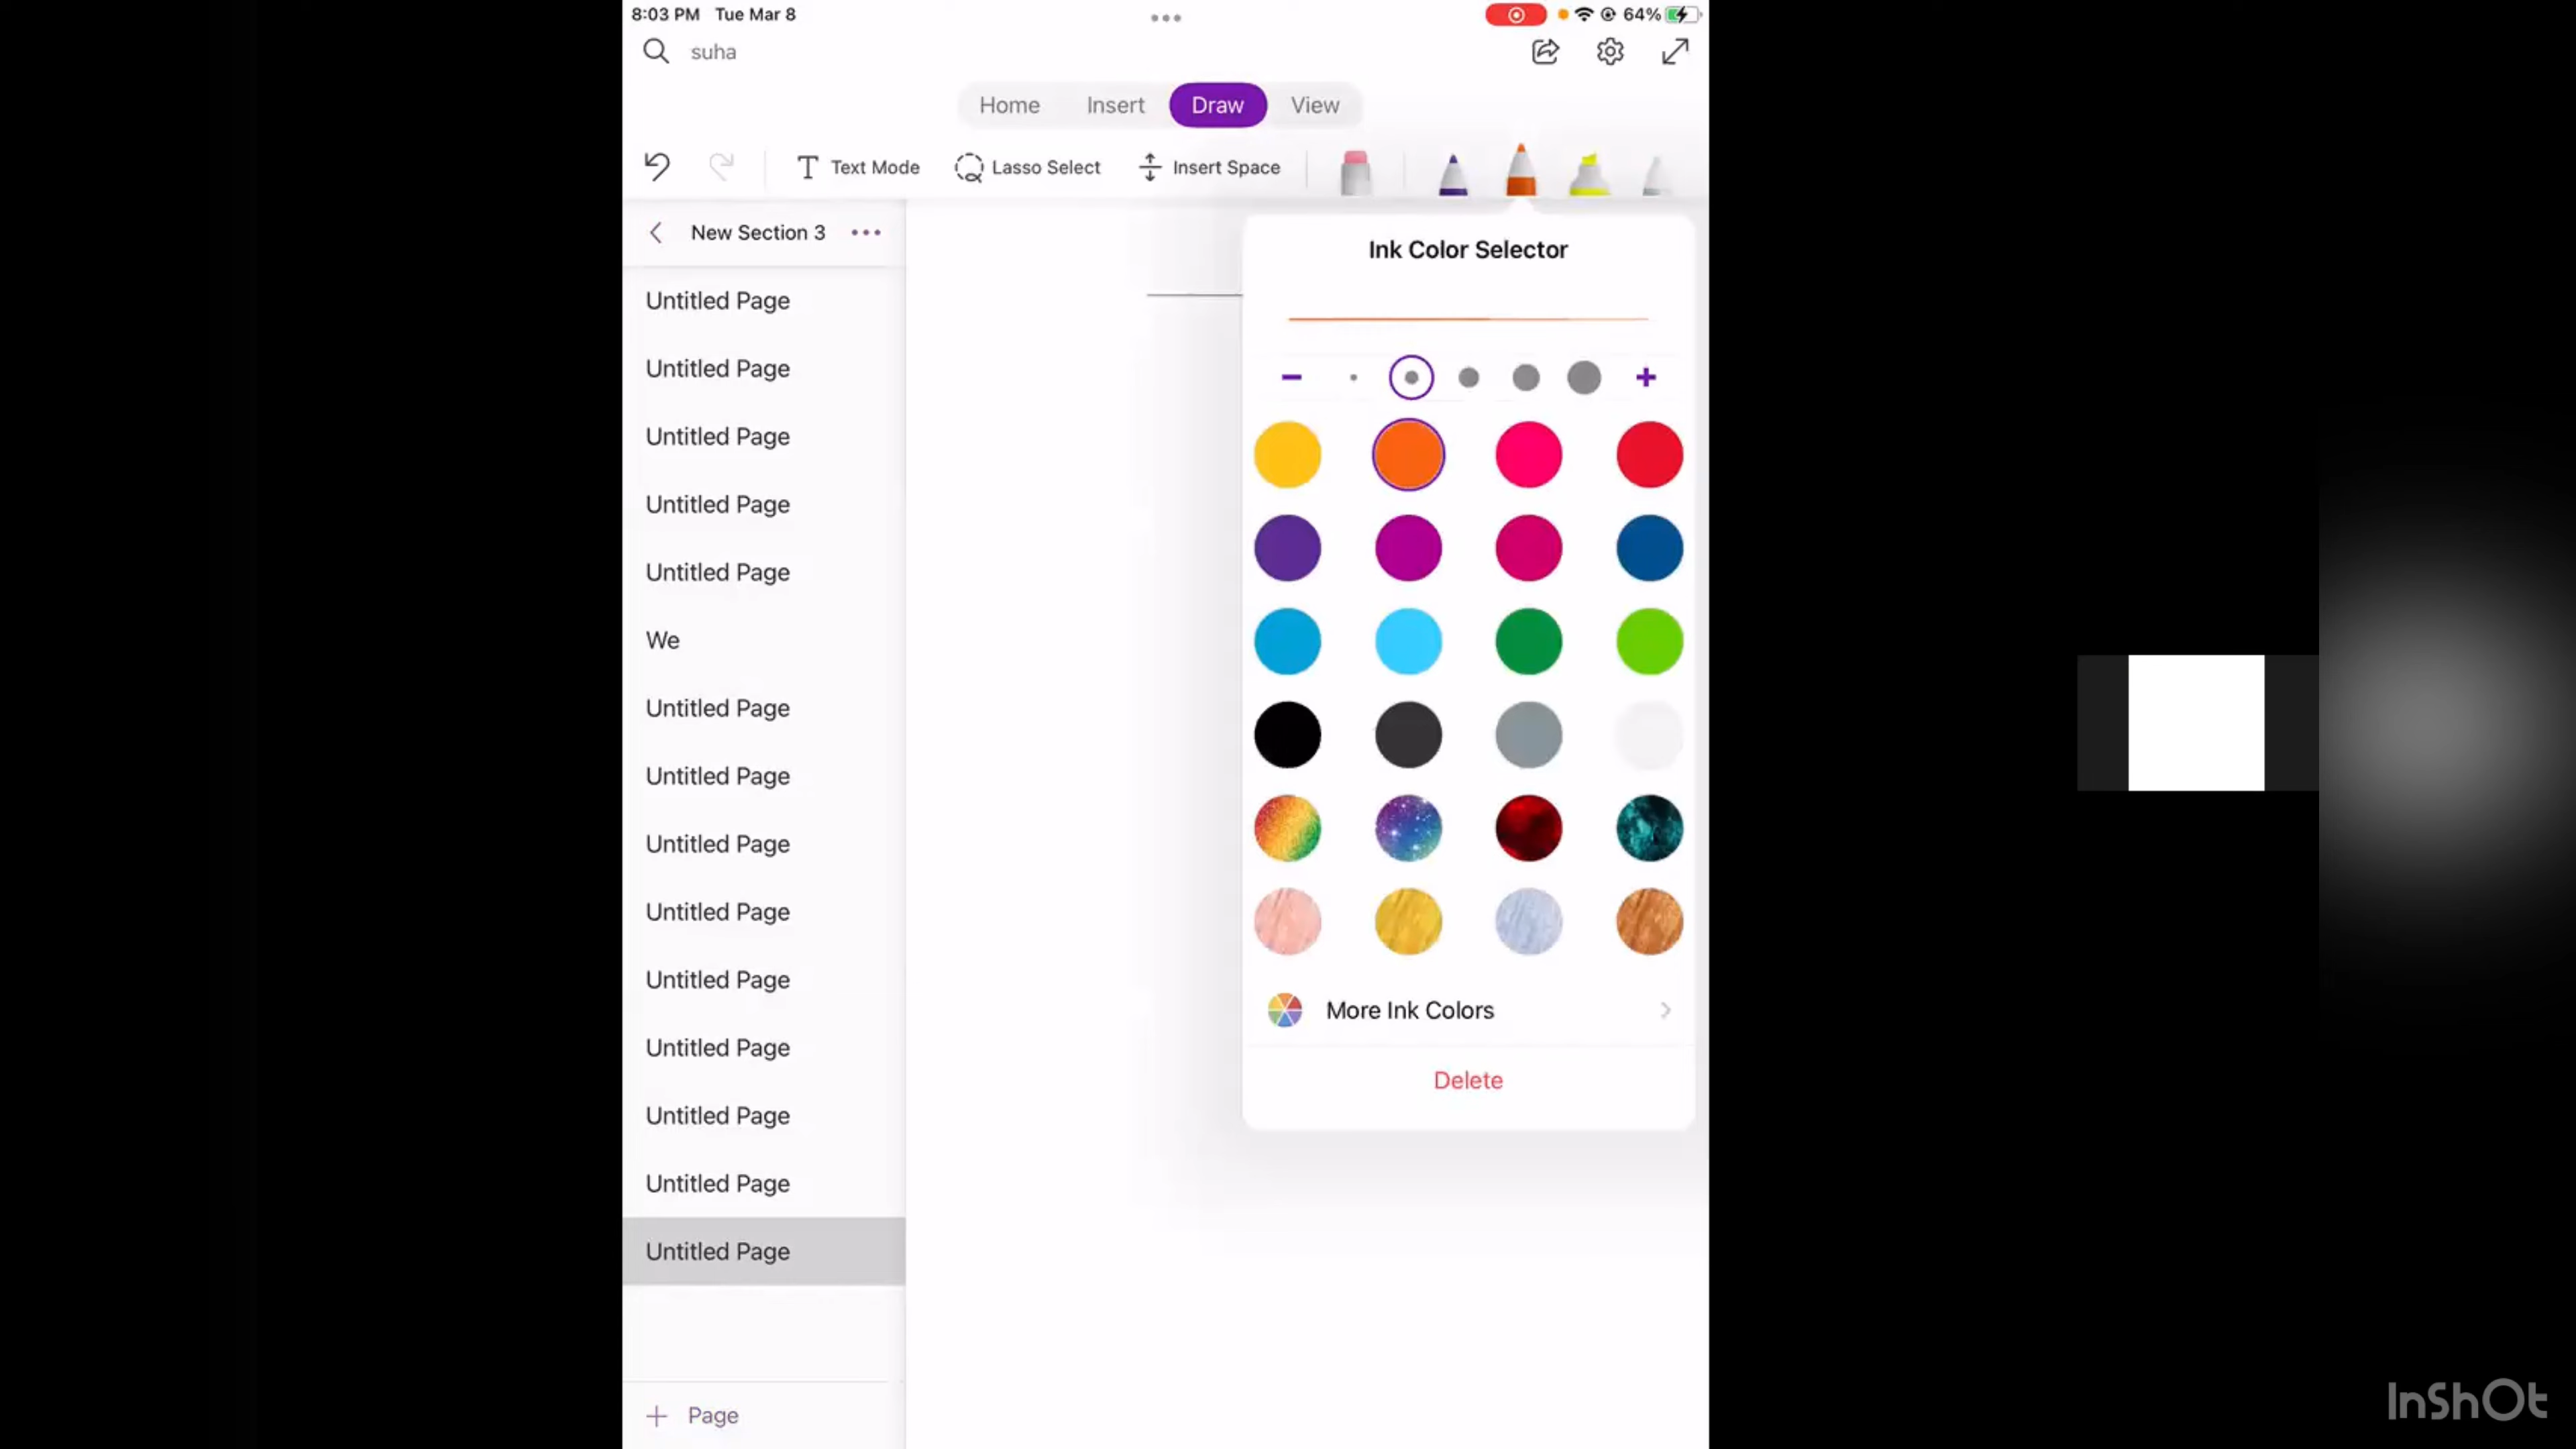 8:03 PM Tue Mar 8
64%
suha
Home Insert Draw View
Text Mode Lasso Select Insert Space
New Section 3
Untitled Page
Untitled Page
Untitled Page
Untitled Page
Untitled Page
We
Untitled Page
Untitled Page
Untitled Page
Untitled Page
Untitled Page
Untitled Page
Untitled Page
Untitled Page
Untitled Page
+ Page
Ink Color Selector
More Ink Colors
Delete
InShOt